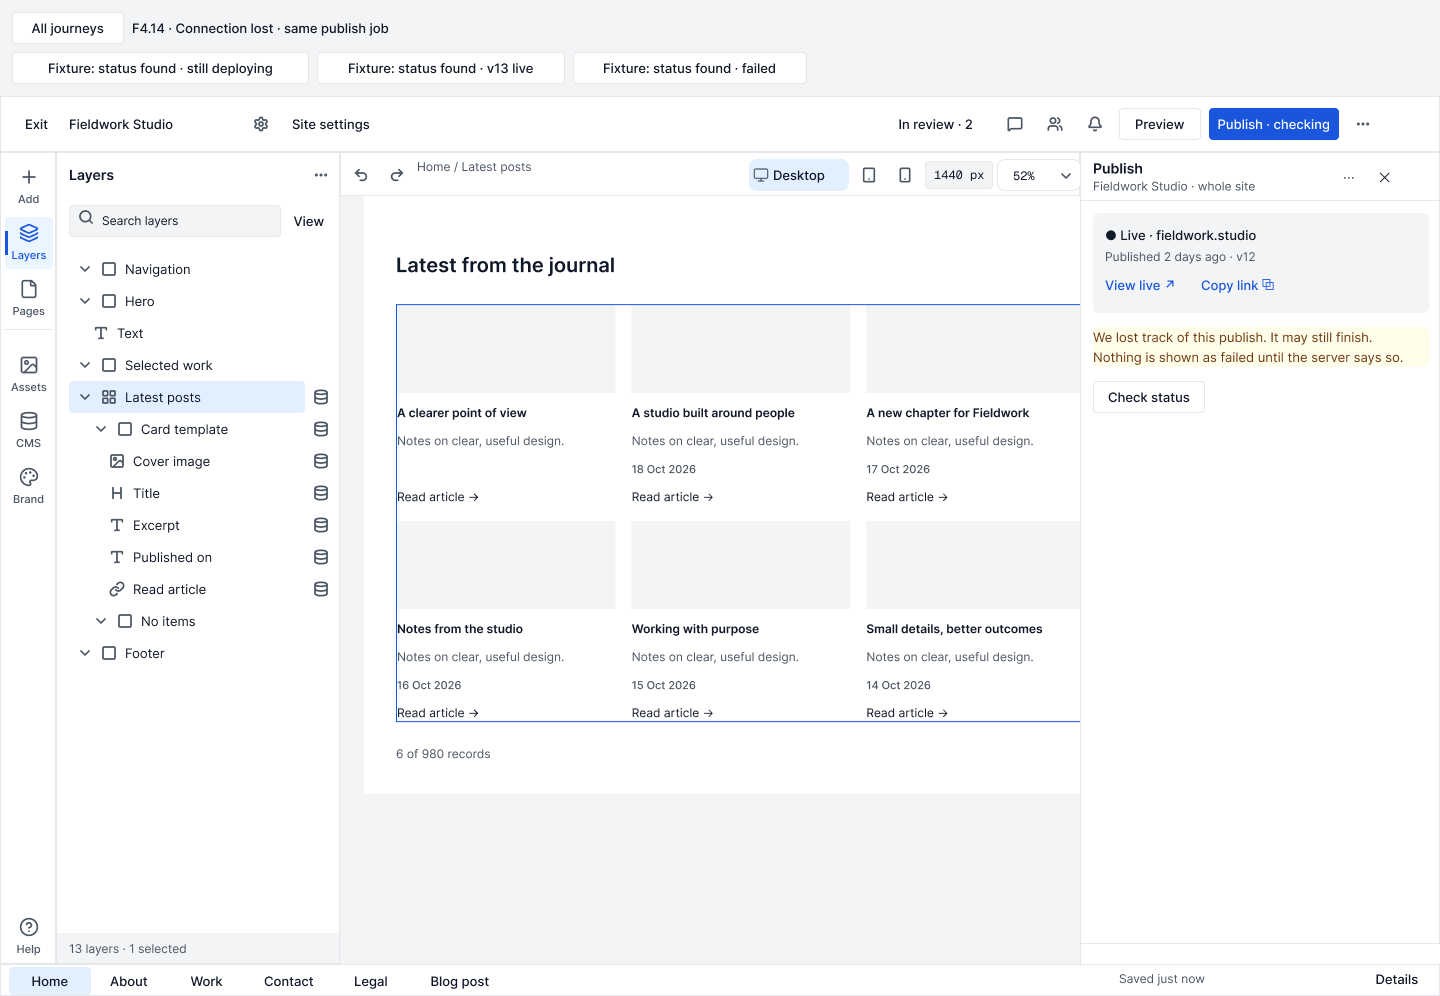 All journeys
F4.14 · Connection lost · same publish job
Fixture: status found · still deploying
Fixture: status found · v13 live
Fixture: status found · failed
Exit
Fieldwork Studio
Site settings
In review · 2
Preview
Publish · checking
Add
Layers
Pages
Assets
CMS
Brand
Help
Layers
Search layers
View
Navigation
Hero
Text
Selected work
Latest posts
Card template
Cover image
Title
Excerpt
Published on
Read article
No items
Footer
13 layers · 1 selected
Home / Latest posts
Desktop
1440 px
52%
Latest from the journal
A clearer point of view
Notes on clear, useful design.
Read article →
A studio built around people
Notes on clear, useful design.
18 Oct 2026
Read article →
A new chapter for Fieldwork
Notes on clear, useful design.
17 Oct 2026
Read article →
Notes from the studio
Notes on clear, useful design.
16 Oct 2026
Read article →
Working with purpose
Notes on clear, useful design.
15 Oct 2026
Read article →
Small details, better outcomes
Notes on clear, useful design.
14 Oct 2026
Read article →
6 of 980 records
Publish
Fieldwork Studio · whole site
Live · fieldwork.studio
Published 2 days ago · v12
View live
Copy link
We lost track of this publish. It may still finish.
Nothing is shown as failed until the server says so.
Check status
Home
About
Work
Contact
Legal
Blog post
Saved just now
Details